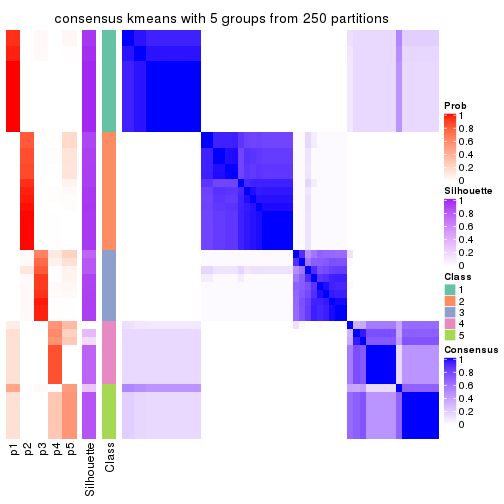 consensus kmeans with 5 groups from 250 partitions
Prob
1
0.8
0.6
0.4
0.2
0
Silhouette
1
0.8
0.6
0.4
0.2
0
Class
1
2
3
4
5
Consensus
1
0.8
0.6
0.4
0.2
0
p1
p2
p3
p4
p5
Silhouette
Class